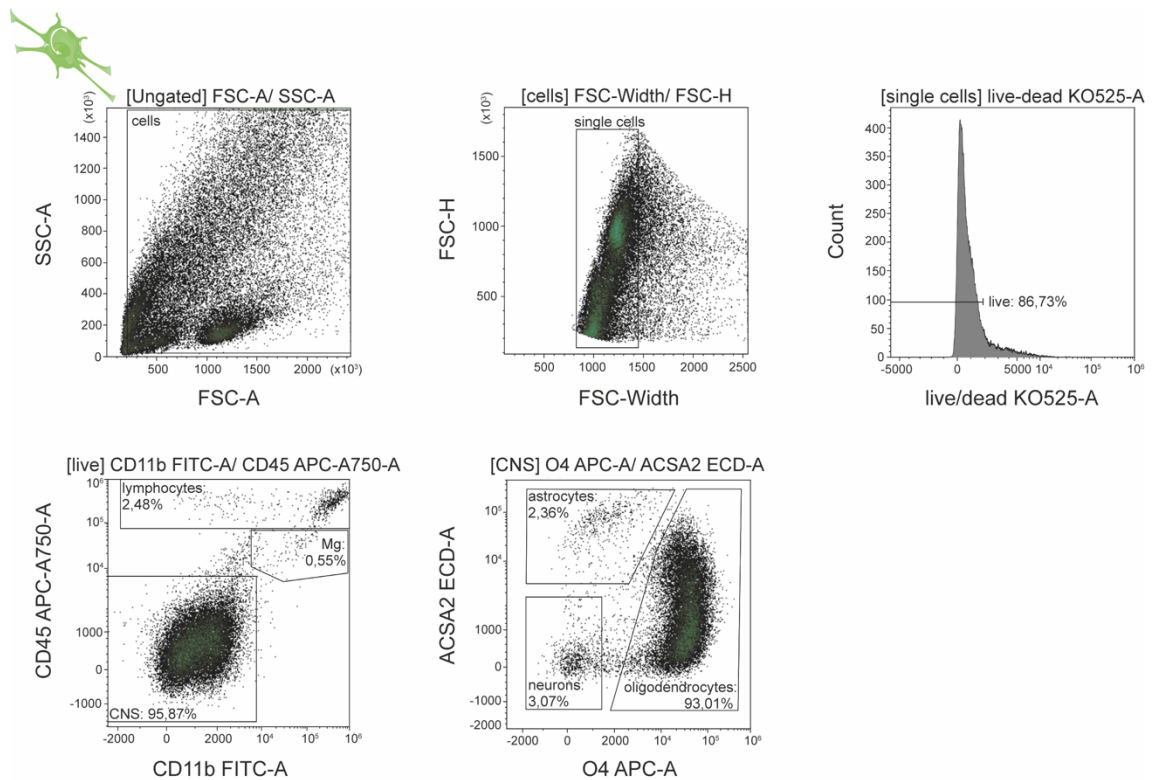 [Ungated] FSC-A/ SSC-A
(x10³)
cells
1400
1200
1000
800
600
400
200
0
500
1000
1500
2000
(x10³)
SSC-A
FSC-A
[cells] FSC-Width/ FSC-H
(x10³)
single cells
1500
1000
500
500
1000
1500
2000
2500
FSC-H
FSC-Width
[single cells] live-dead KO525-A
400
350
300
250
200
150
100
50
0
live: 86,73%
-5000
0
5000
10⁴
10⁵
10⁶
Count
live/dead KO525-A
[live] CD11b FITC-A/ CD45 APC-A750-A
10⁶
10⁵
10⁴
1000
0
-1000
lymphocytes:
2,48%
Mg:
0,55%
CNS: 95,87%
-2000
0
2000
10⁴
10⁵
10⁶
CD45 APC-A750-A
CD11b FITC-A
[CNS] O4 APC-A/ ACSA2 ECD-A
10⁵
10⁴
1000
0
-1000
-2000
astrocytes:
2,36%
neurons:
3,07%
oligodendrocytes:
93,01%
-2000
0
2000
10⁴
10⁵
10⁶
ACSA2 ECD-A
O4 APC-A